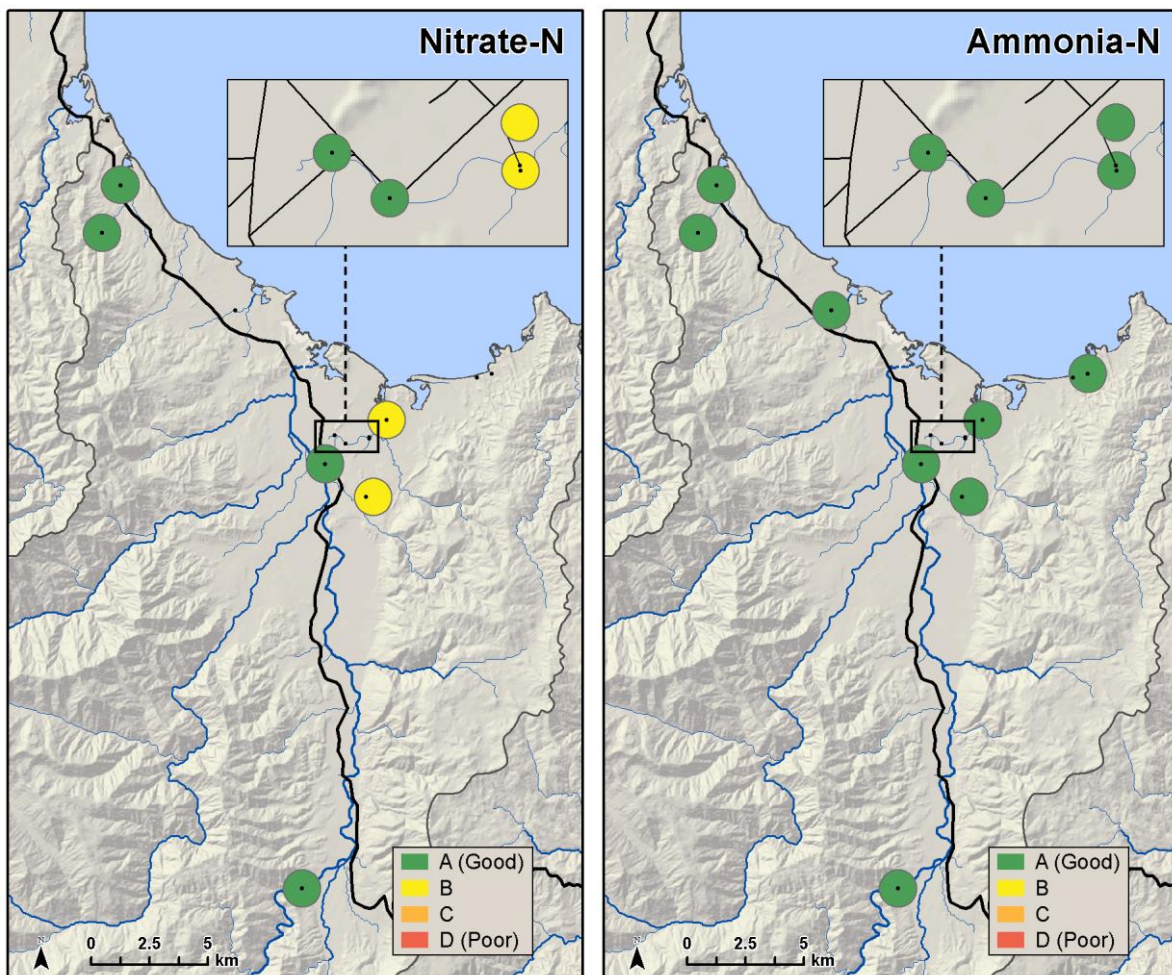 Nitrate-N
A (Good)
B
C
D (Poor)
N
0 2.5 5
km
Ammonia-N
A (Good)
B
C
D (Poor)
N
0 2.5 5
km